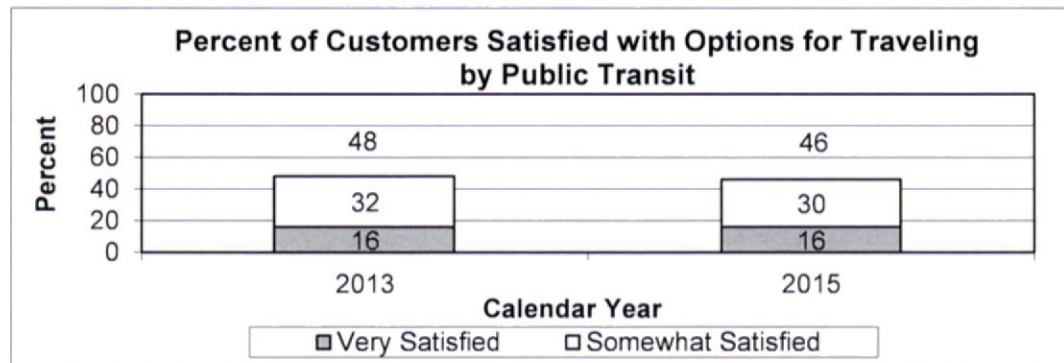 Percent of Customers Satisfied with Options for Traveling
by Public Transit
Percent
100
80
60
40
20
0
48
32
16
46
30
16
2013
2015
Calendar Year
Very Satisfied
Somewhat Satisfied